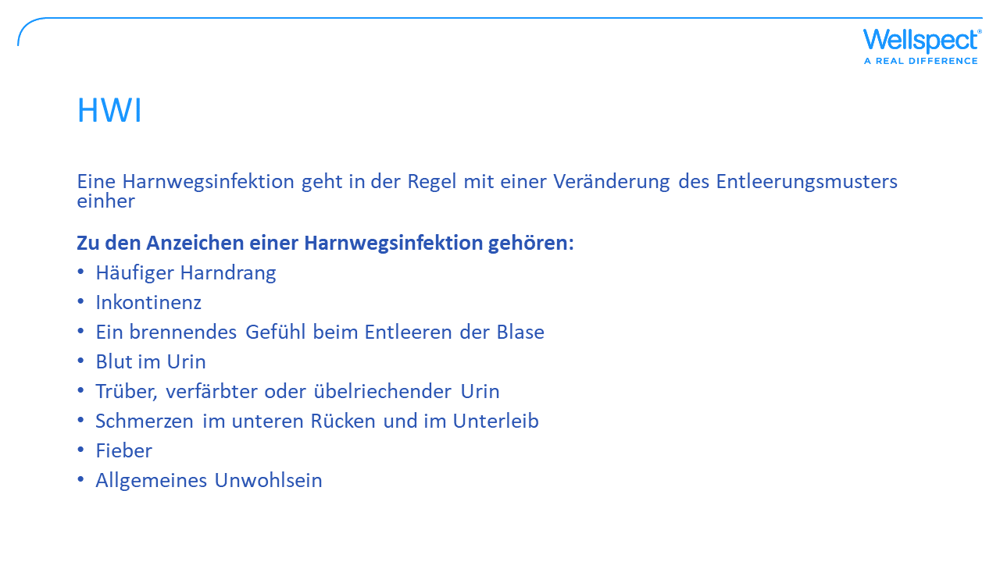 Wellspect®
A REAL DIFFERENCE
HWI
Eine Harnwegsinfektion geht in der Regel mit einer Veränderung des Entleerungsmusters
einher
Zu den Anzeichen einer Harnwegsinfektion gehören:
• Häufiger Harndrang
• Inkontinenz
• Ein brennendes Gefühl beim Entleeren der Blase
• Blut im Urin
• Trüber, verfärbter oder übelriechender Urin
• Schmerzen im unteren Rücken und im Unterleib
• Fieber
• Allgemeines Unwohlsein